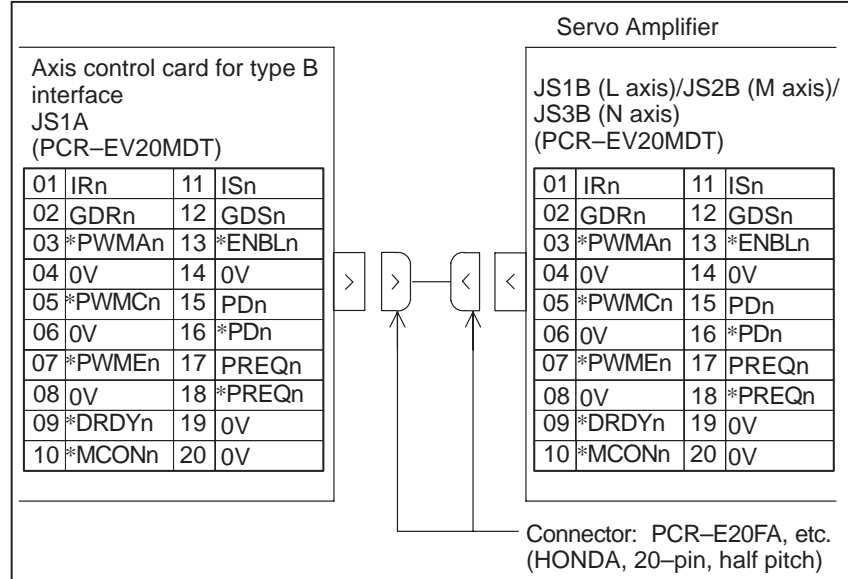 Servo Amplifier
Axis control card for type B
interface
JS1A
(PCR–EV20MDT)
01 IRn 11 ISn
02 GDRn 12 GDSn
03 *PWMAn 13 *ENBLn
04 0V 14 0V
05 *PWMCn 15 PDn
06 0V 16 *PDn
07 *PWMEn 17 PREQn
08 0V 18 *PREQn
09 *DRDYn 19 0V
10 *MCONn 20 0V
JS1B (L axis)/JS2B (M axis)/
JS3B (N axis)
(PCR–EV20MDT)
01 IRn 11 ISn
02 GDRn 12 GDSn
03 *PWMAn 13 *ENBLn
04 0V 14 0V
05 *PWMCn 15 PDn
06 0V 16 *PDn
07 *PWMEn 17 PREQn
08 0V 18 *PREQn
09 *DRDYn 19 0V
10 *MCONn 20 0V
Connector: PCR–E20FA, etc.
(HONDA, 20–pin, half pitch)